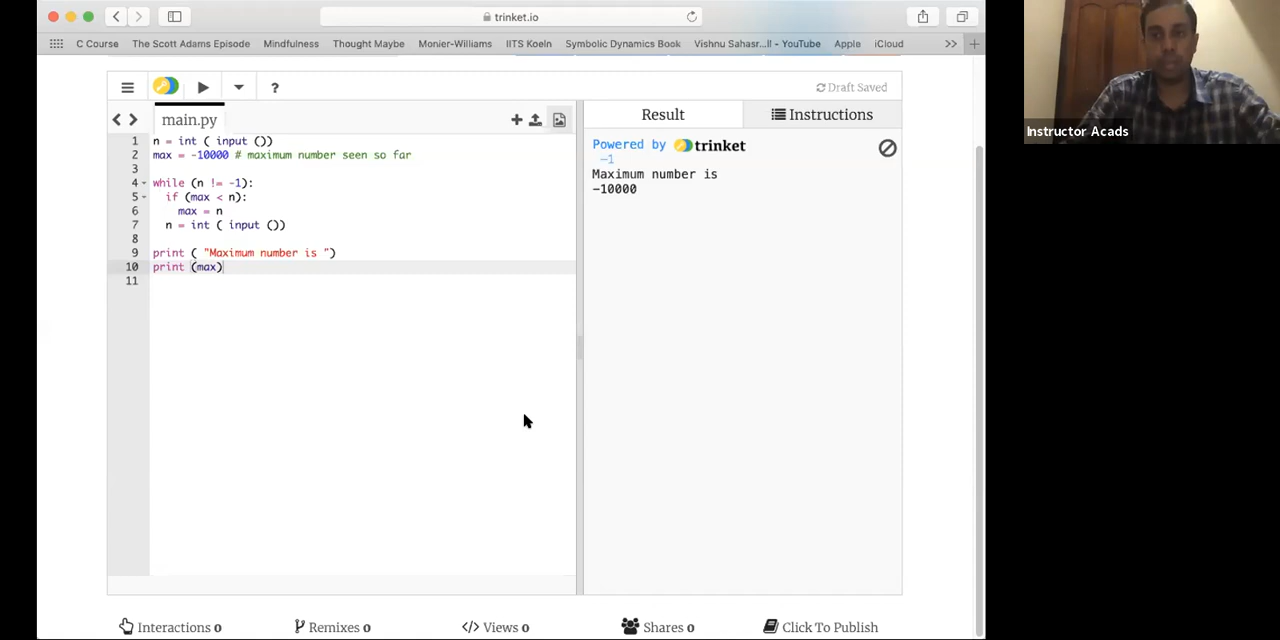 trinket.io
C Course The Scott Adams Episode Mindfulness Thought Maybe Monier-Williams IITS Koeln Symbolic Dynamics Book Vishnu Sahasr...ll - YouTube Apple iCloud >>
? Draft Saved
main.py
Result Instructions
1 n = int ( input ())
2 max = -10000 # maximum number seen so far
3
4 while (n != -1):
5 if (max < n):
6 max = n
7 n = int ( input ())
8
9 print ( "Maximum number is ")
10 print (max)
11
Powered by trinket
-1
Maximum number is
-10000
Interactions 0 Remixes 0 Views 0 Shares 0 Click To Publish
Instructor Acads